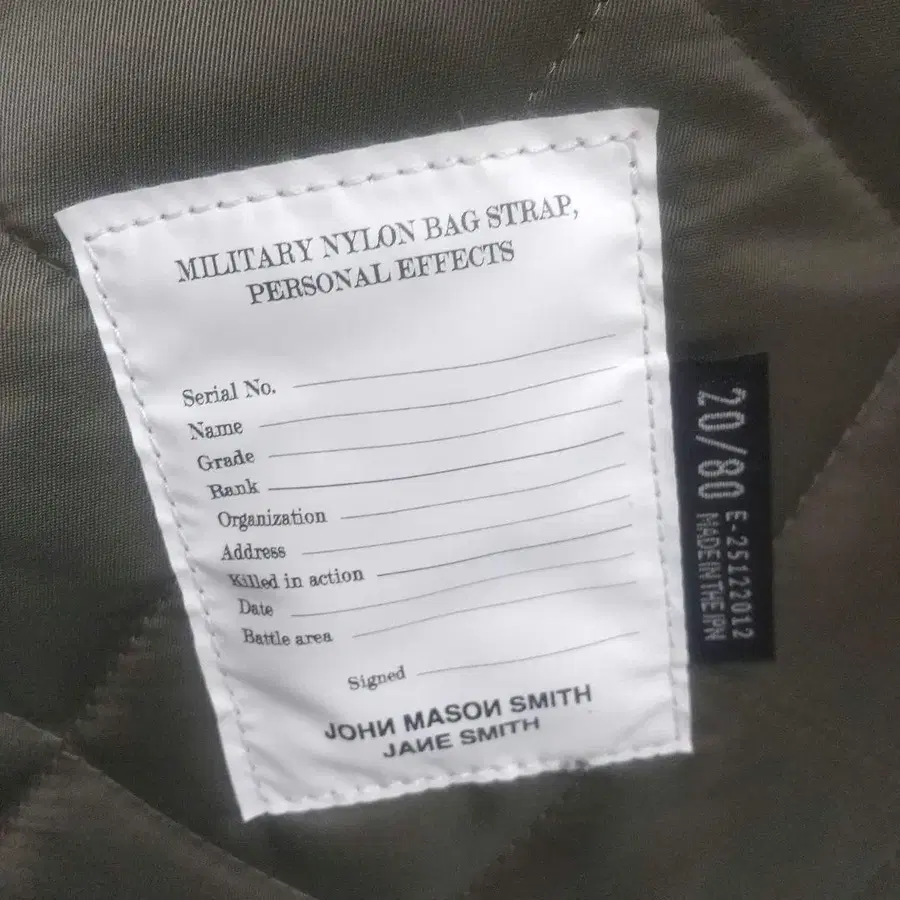 MILITARY NYLON BAG STRAP,
PERSONAL EFFECTS
Serial No.
Name
Grade
Rank
Organization
Address
Killed in action
Date
Battle area
Signed
JOHИ MASOИ SMITH
JAИE SMITH
20/80
E-25122012
MADE IN THE JPN